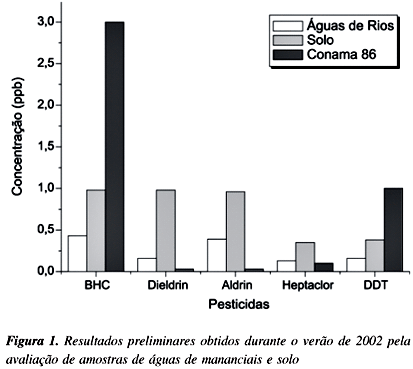 Águas de Rios
Solo
Conama 86
Concentração (ppb)
3,0
2,5
2,0
1,5
1,0
0,5
0,0
BHC Dieldrin Aldrin Heptaclor DDT
Pesticidas
Figura 1. Resultados preliminares obtidos durante o verão de 2002 pela
avaliação de amostras de águas de mananciais e solo